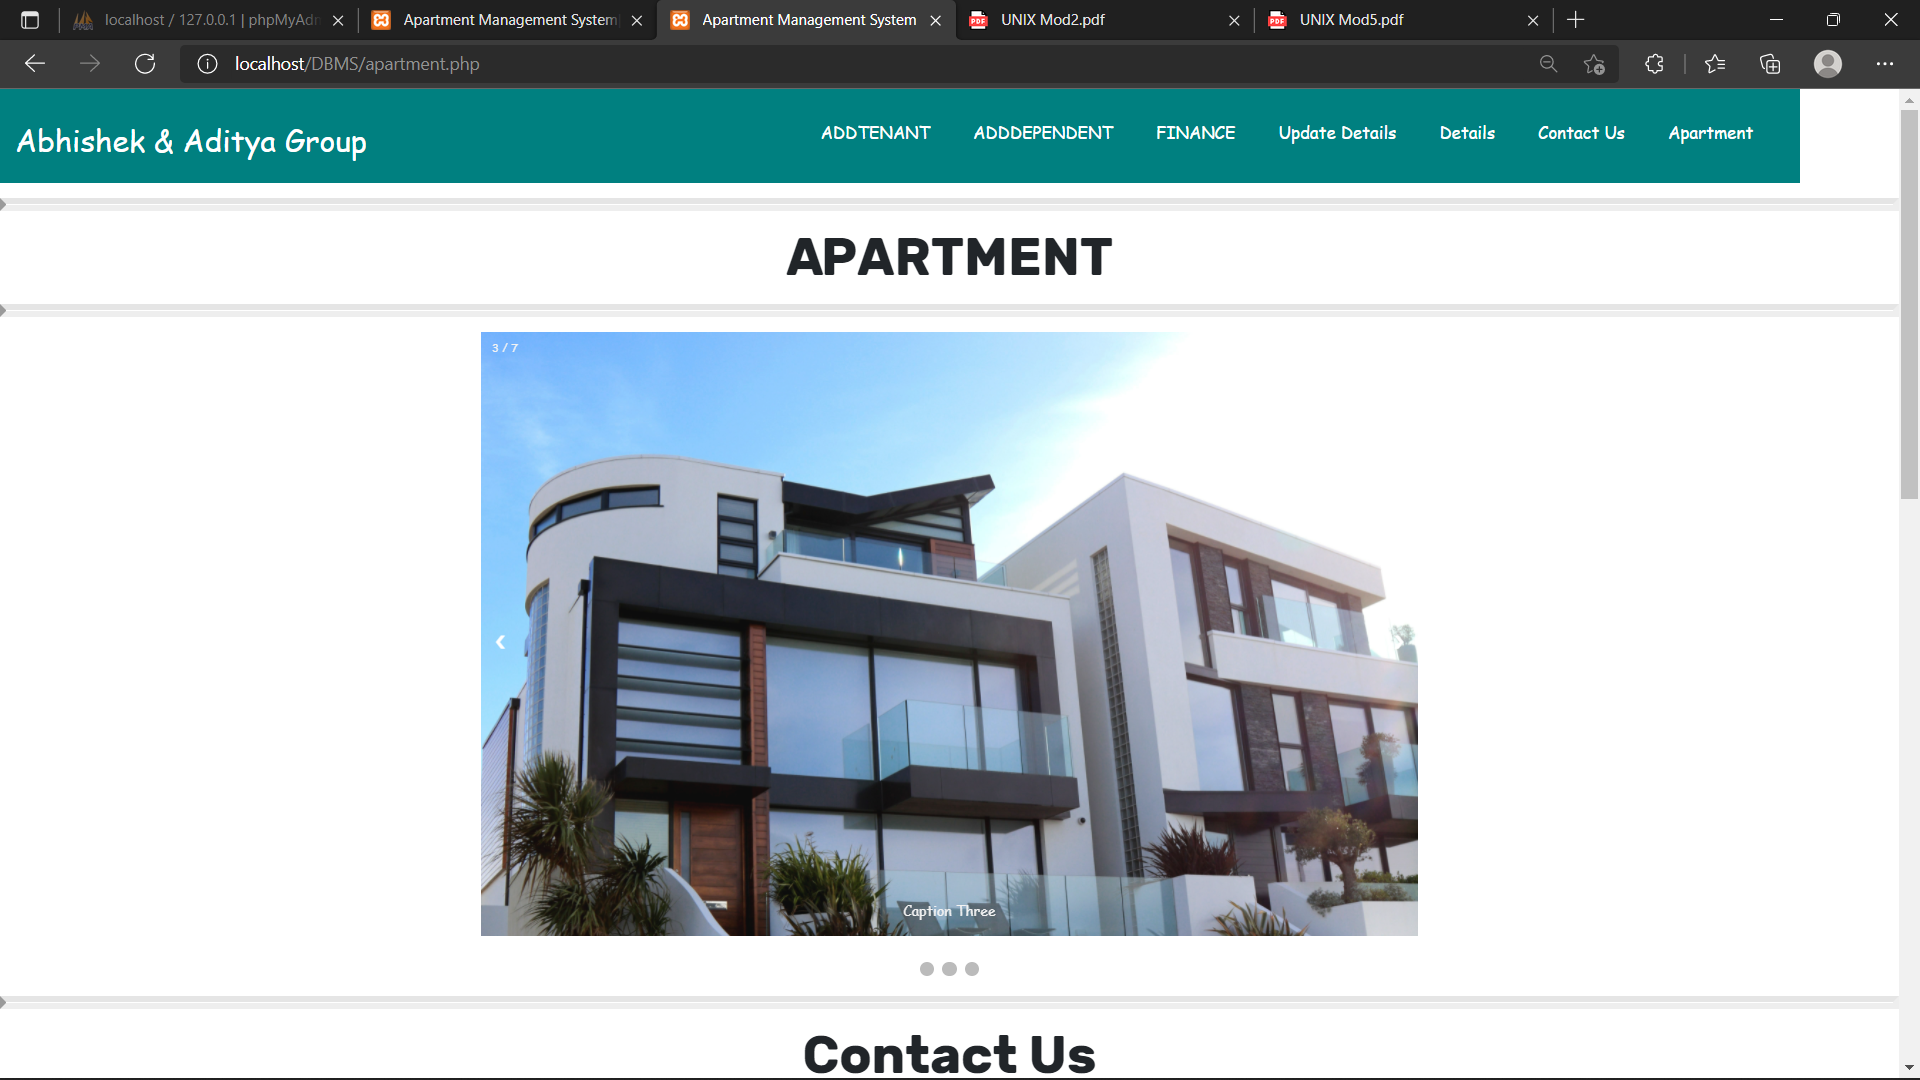 localhost / 127.0.0.1 | phpMyAdm
Apartment Management System
Apartment Management System
UNIX Mod2.pdf
UNIX Mod5.pdf
localhost/DBMS/apartment.php
Abhishek & Aditya Group
ADDTENANT
ADDDEPENDENT
FINANCE
Update Details
Details
Contact Us
Apartment
APARTMENT
3 / 7
Caption Three
Contact Us